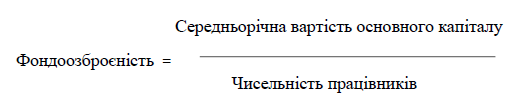 Середньорічна вартість основного капіталу
Фондоозброєність =
Чисельність працівників